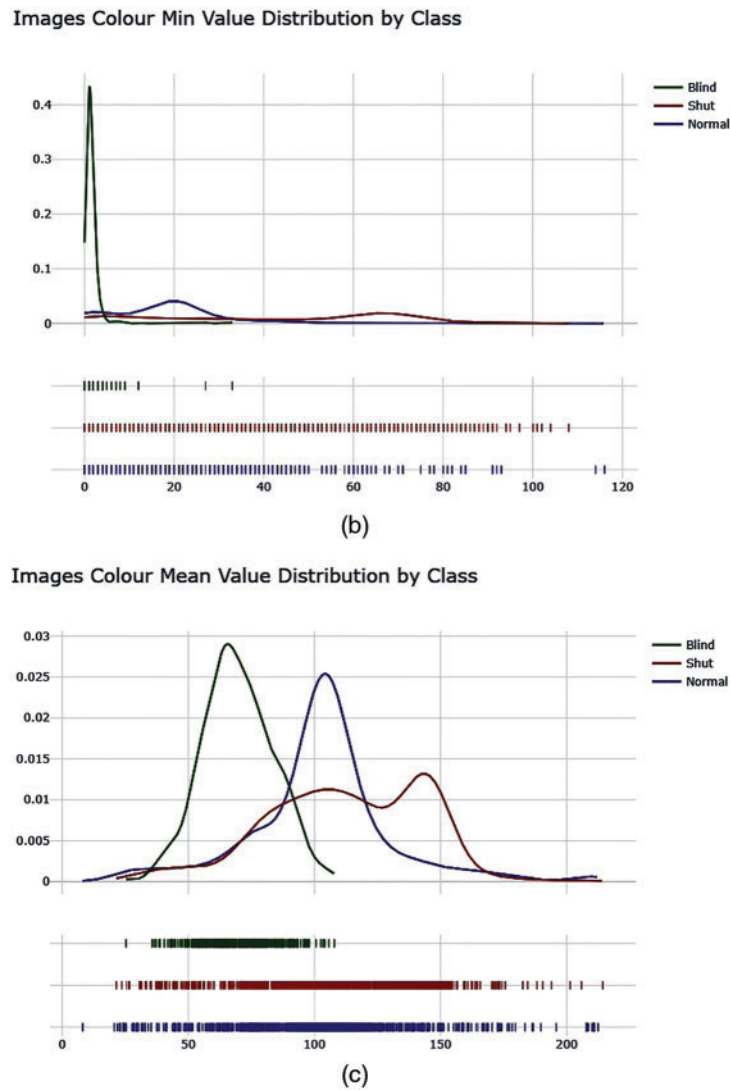 Images Colour Min Value Distribution by Class
Blind
Shut
Normal
0.4
0.3
0.2
0.1
0
0 20 40 60 80 100 120
(b)
Images Colour Mean Value Distribution by Class
Blind
Shut
Normal
0.03
0.025
0.02
0.015
0.01
0.005
0
0 50 100 150 200
(c)